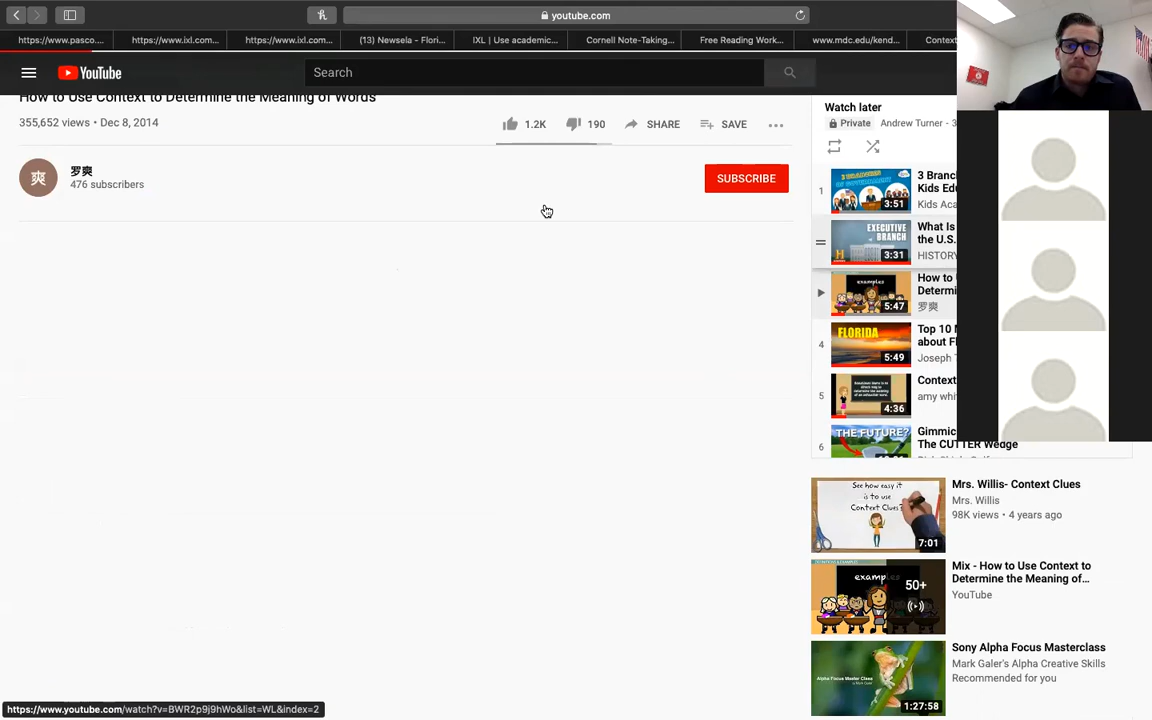 youtube.com
https://www.pasco....
https://www.ixl.com...
https://www.ixl.com...
(13) Newsela - Flori...
IXL | Use academic...
Cornell Note-Taking...
Free Reading Work...
www.mdc.edu/kend...
Context
YouTube
Search
How to Use Context to Determine the Meaning of Words
355,652 views • Dec 8, 2014
1.2K
190
SHARE
SAVE
爽
罗爽
476 subscribers
SUBSCRIBE
Watch later
Private
Andrew Turner - 3
1
3 Branc
Kids Edu
Kids Aca
3:51
EXECUTIVE
BRANCH
3:31
What Is
the U.S.
HISTORY
examples
5:47
How to
Determi
罗爽
4
FLORIDA
5:49
Top 10
about Fl
Joseph T
5
4:36
Context
amy whi
6
THE FUTURE?
Gimmic
The CUTTER Wedge
See how easy it
is to use
Context Clues?
7:01
Mrs. Willis- Context Clues
Mrs. Willis
98K views • 4 years ago
examples
50+
Mix - How to Use Context to
Determine the Meaning of...
YouTube
Alpha Focus Master Class
1:27:58
Sony Alpha Focus Masterclass
Mark Galer's Alpha Creative Skills
Recommended for you
https://www.youtube.com/watch?v=BWR2p9j9hWo&list=WL&index=2